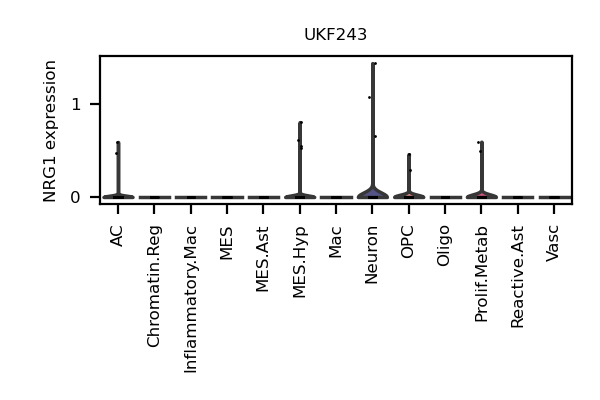 UKF243
NRG1 expression
1
0
AC
Chromatin.Reg
Inflammatory.Mac
MES
MES.Ast
MES.Hyp
Mac
Neuron
OPC
Oligo
Prolif.Metab
Reactive.Ast
Vasc